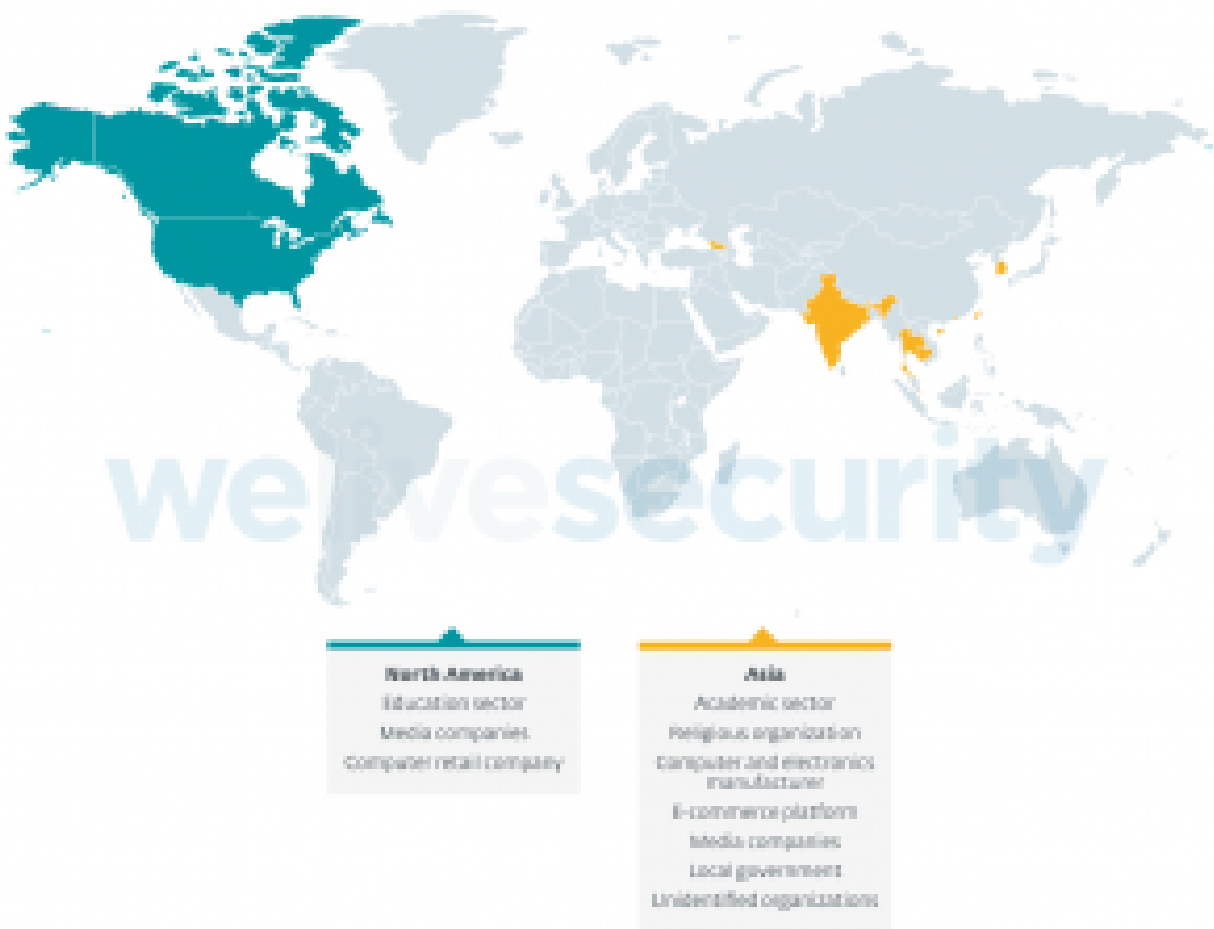 welivesecurity
North America
Education sector
Media companies
Computer retail company
Asia
Academic sector
Religious organization
Computer and electronics
manufacturer
E-commerce platform
Media companies
Local government
Unidentified organizations